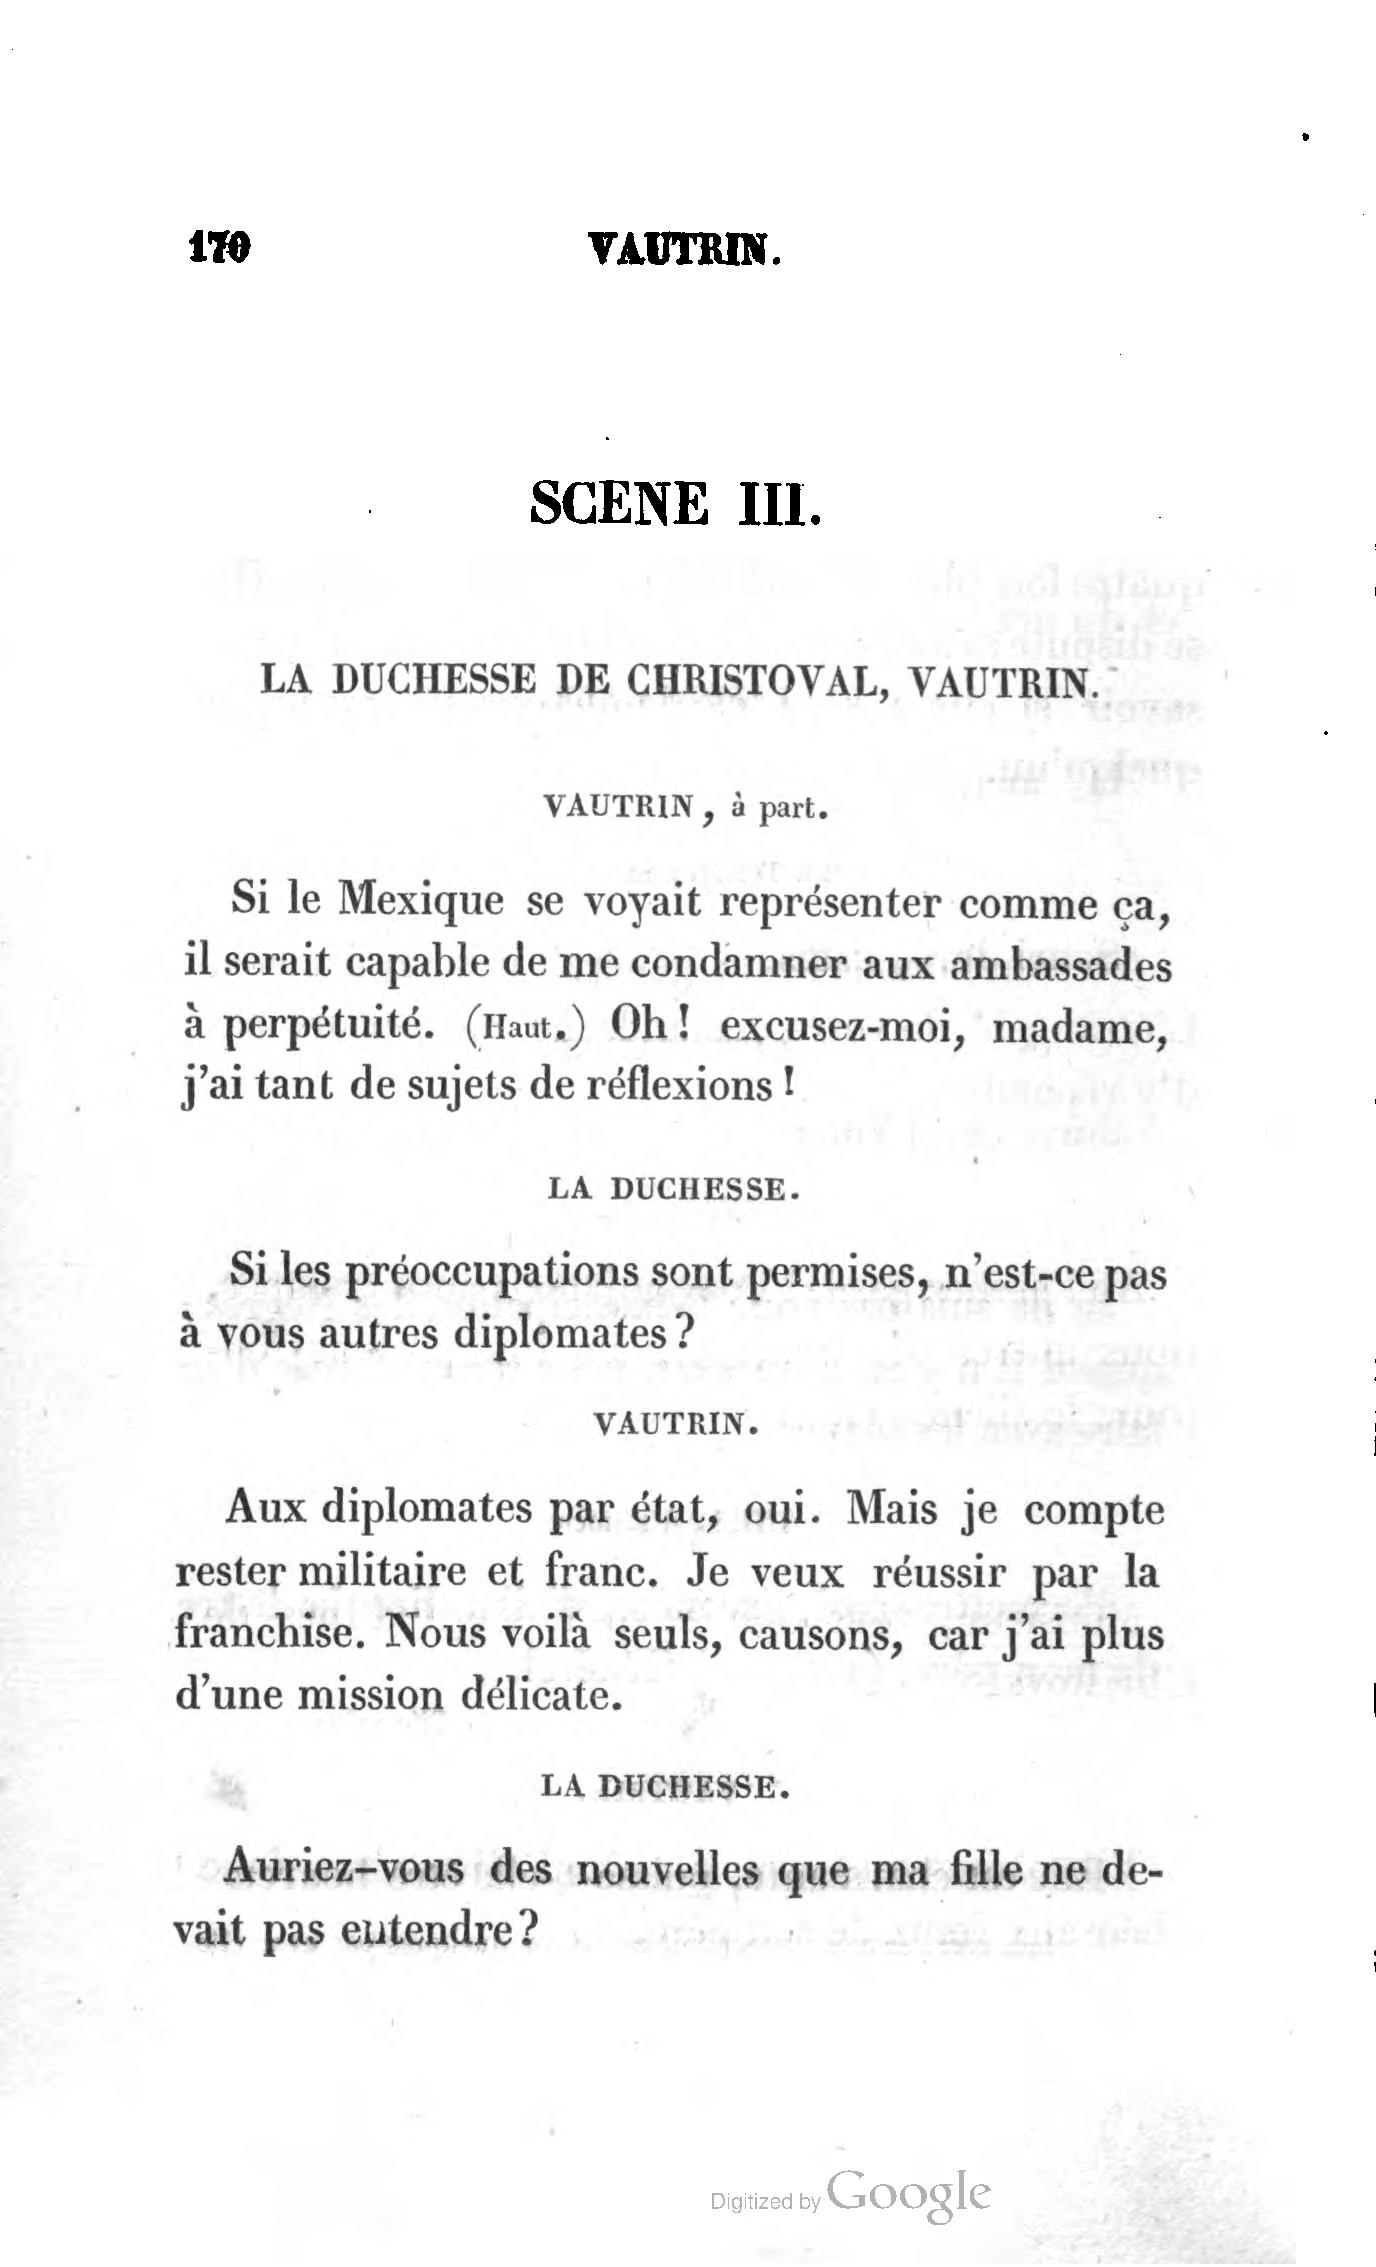 170 VAUTRIN.
SCENE III.
LA DUCHESSE DE CHRISTOVAL, VAUTRIN.
VAUTRIN, à part.
Si le Mexique se voyait représenter comme ça,
il serait capable de me condamner aux ambassades
à perpétuité. (Haut.) Oh! excusez-moi, madame,
j'ai tant de sujets de réflexions!
LA DUCHESSE.
Si les préoccupations sont permises, n'est-ce pas
à vous autres diplomates?
VAUTRIN.
Aux diplomates par état, oui. Mais je compte
rester militaire et franc. Je veux réussir par la
franchise. Nous voilà seuls, causons, car j'ai plus
d'une mission délicate.
LA DUCHESSE.
Auriez-vous des nouvelles que ma fille ne de-
vait pas entendre?
Digitized by Google